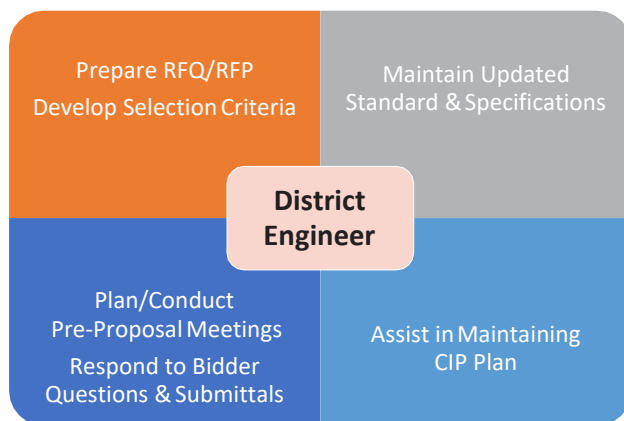 Prepare RFQ/RFP
Develop Selection Criteria
Maintain Updated
Standard & Specifications
District
Engineer
Plan/Conduct
Pre-Proposal Meetings
Respond to Bidder
Questions & Submittals
Assist in Maintaining
CIP Plan